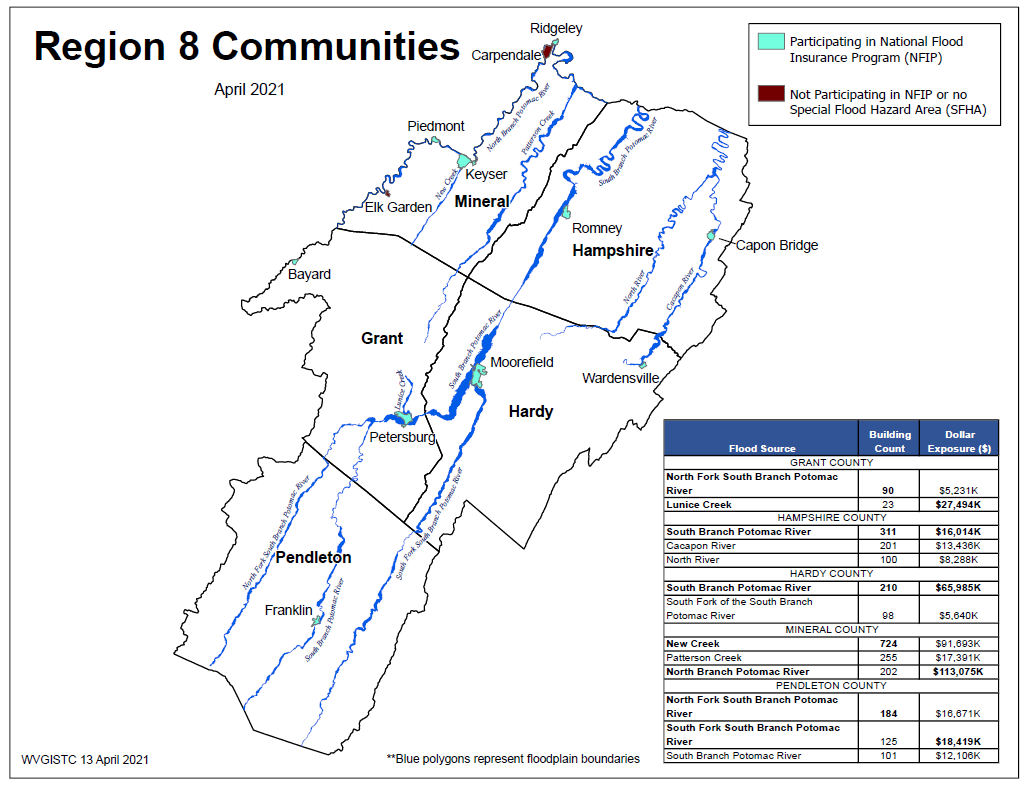 Region 8 Communities
April 2021
Participating in National Flood
Insurance Program (NFIP)
Not Participating in NFIP or no
Special Flood Hazard Area (SFHA)
Ridgeley
Carpendale
North Branch Potomac River
Patterson Creek
Piedmont
New Creek
Keyser
Elk Garden
Mineral
South Branch Potomac River
Romney
Hampshire
Capon Bridge
North River
Cacapon River
Bayard
Grant
South Branch Potomac River
Moorefield
Wardensville
Lunice Creek
Hardy
Petersburg
North Fork South Branch Potomac River
South Fork South Branch Potomac River
Pendleton
Franklin
South Branch Potomac River
Flood Source Building Count Dollar Exposure ($)
GRANT COUNTY
North Fork South Branch Potomac
River 90 $5,231K
Lunice Creek 23 $27,494K
HAMPSHIRE COUNTY
South Branch Potomac River 311 $16,014K
Cacapon River 201 $13,436K
North River 100 $8,288K
HARDY COUNTY
South Branch Potomac River 210 $65,985K
South Fork of the South Branch
Potomac River 98 $5,640K
MINERAL COUNTY
New Creek 724 $91,693K
Patterson Creek 255 $17,391K
North Branch Potomac River 202 $113,075K
PENDLETON COUNTY
North Fork South Branch Potomac
River 184 $16,671K
South Fork South Branch Potomac
River 125 $18,419K
South Branch Potomac River 101 $12,106K
WVGISTC 13 April 2021
**Blue polygons represent floodplain boundaries